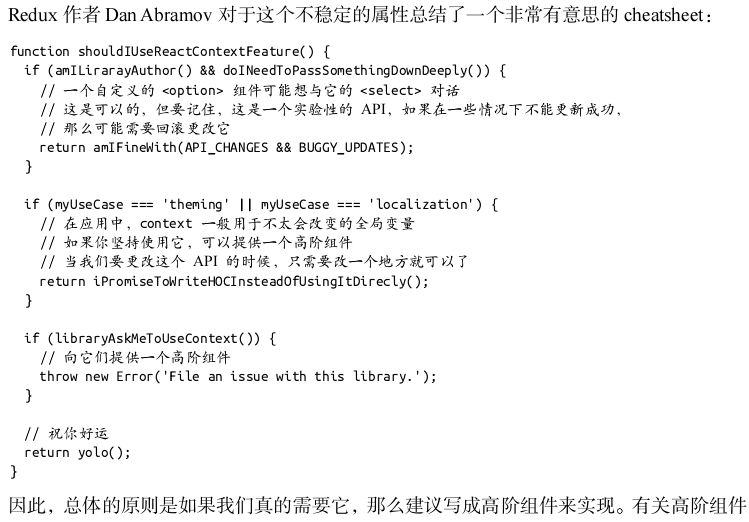 Redux 作者 Dan Abramov 对于这个不稳定的属性总结了一个非常有意思的 cheatsheet：
function shouldIUseReactContextFeature() {
if (amILirarayAuthor() && doINeedToPassSomethingDownDeeply()) {
// 一个自定义的 <option> 组件可能想与它的 <select> 对话
// 这是可以的，但要记住，这是一个实验性的 API，如果在一些情况下不能更新成功，
// 那么可能需要回滚更改它
return amIFineWith(API_CHANGES && BUGGY_UPDATES);
}
if (myUseCase === 'theming' || myUseCase === 'localization') {
// 在应用中，context 一般用于不太会改变的全局变量
// 如果你坚持使用它，可以提供一个高阶组件
// 当我们要更改这个 API 的时候，只需要改一个地方就可以了
return iPromiseToWriteHOCInsteadOfUsingItDirecly();
}
if (libraryAskMeToUseContext()) {
// 向它们提供一个高阶组件
throw new Error('File an issue with this library.');
}
// 祝你好运
return yolo();
}
因此，总体的原则是如果我们真的需要它，那么建议写成高阶组件来实现。有关高阶组件